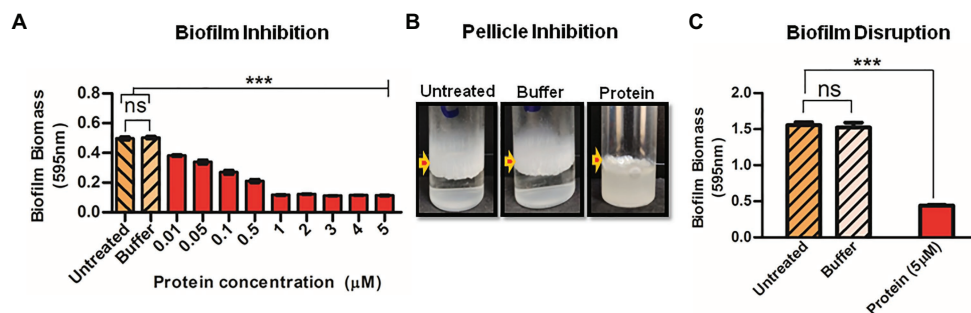 A
Biofilm Inhibition
***
ns
Biofilm Biomass
(595nm)
0.8
0.6
0.4
0.2
0.0
Untreated
Buffer
0.01
0.05
0.1
0.5
1
2
3
4
5
Protein concentration (µM)
B
Pellicle Inhibition
Untreated Buffer Protein
C
Biofilm Disruption
***
ns
Biofilm Biomass
(595nm)
2.0
1.5
1.0
0.5
0.0
Untreated
Buffer
Protein (5µM)